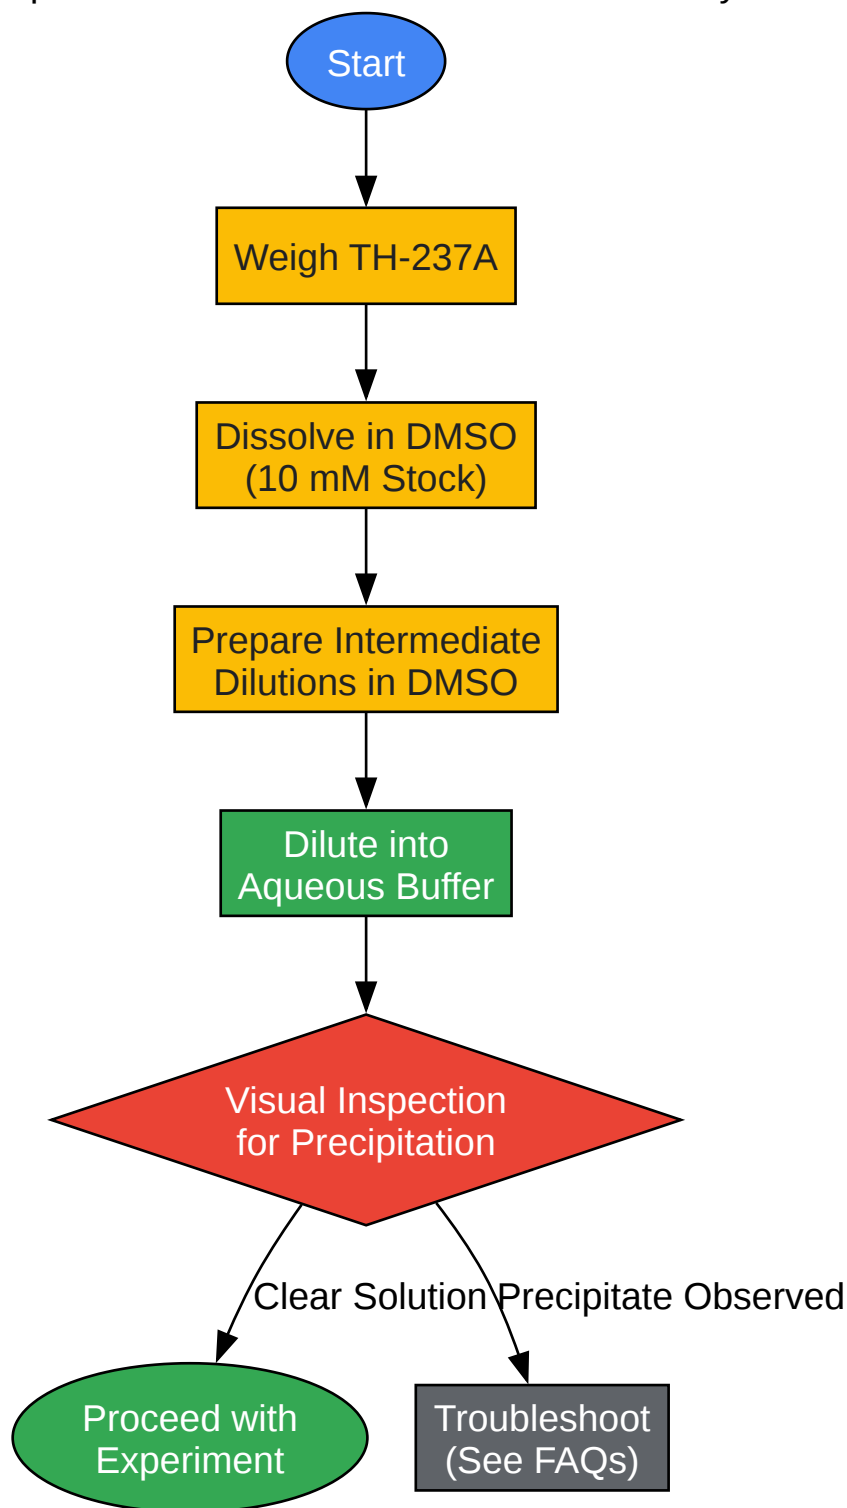 Start
Weigh TH-237A
Dissolve in DMSO
(10 mM Stock)
Prepare Intermediate
Dilutions in DMSO
Dilute into
Aqueous Buffer
Visual Inspection
for Precipitation
Clear Solution
Precipitate Observed
Proceed with
Experiment
Troubleshoot
(See FAQs)